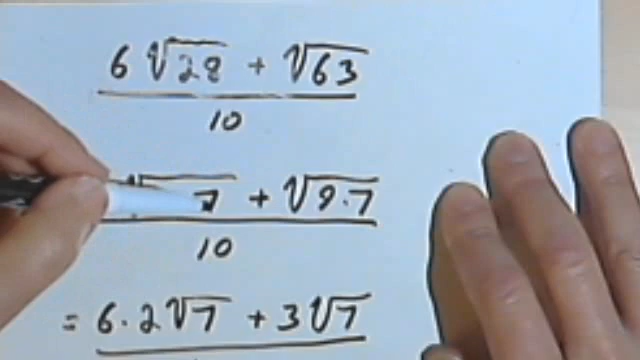 6√28 + √63
10
√ 7 + √9·7
10
= 6·2√7 + 3√7